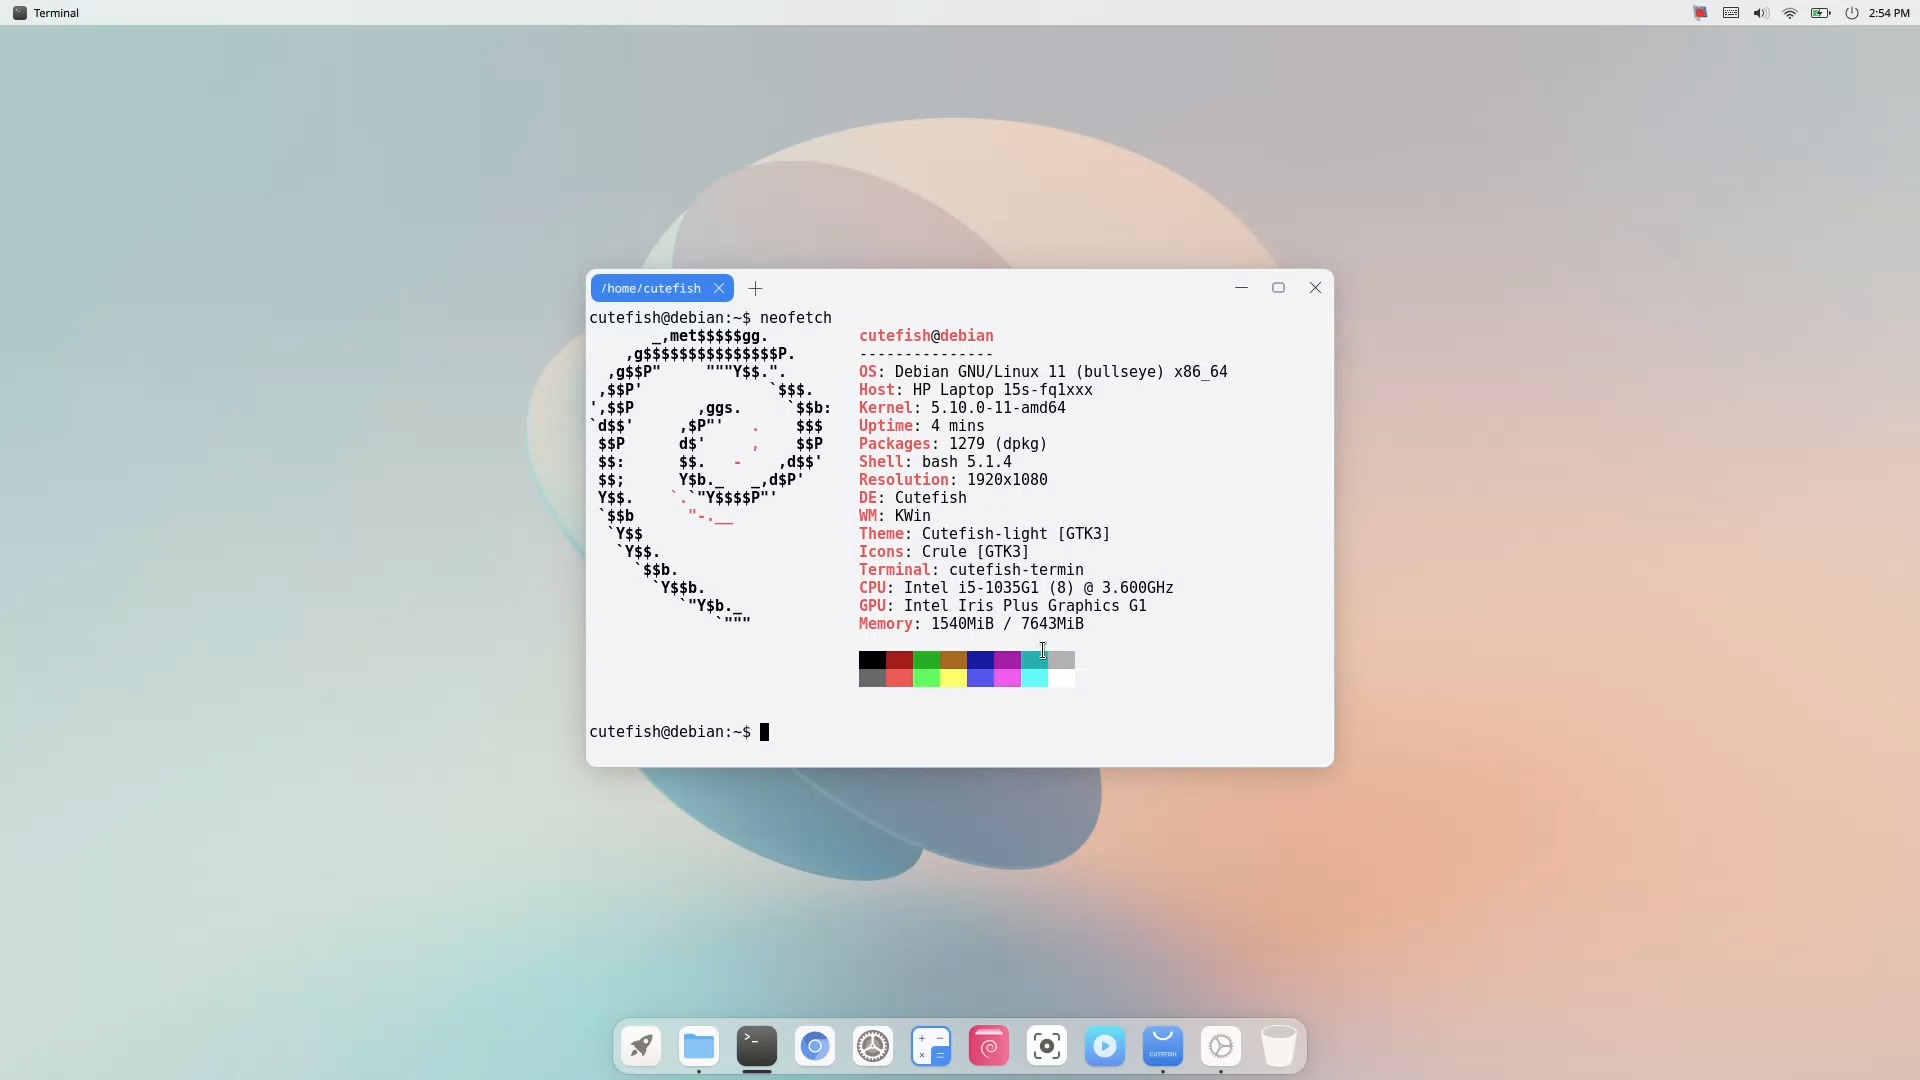 Terminal
2:54 PM
/home/cutefish
cutefish@debian:~$ neofetch
       _,met$$$$$gg.          cutefish@debian
    ,g$$$$$$$$$$$$$$$P.       ---------------
  ,g$$P"     """Y$$.".        OS: Debian GNU/Linux 11 (bullseye) x86_64
 ,$$P'              `$$$.     Host: HP Laptop 15s-fq1xxx
',$$P       ,ggs.     `$$b:   Kernel: 5.10.0-11-amd64
`d$$'     ,$P"'   .    $$$    Uptime: 4 mins
 $$P      d$'     ,    $$P    Packages: 1279 (dpkg)
 $$:      $$.   -    ,d$$'    Shell: bash 5.1.4
 $$;      Y$b._   _,d$P'      Resolution: 1920x1080
 Y$$.    `.`"Y$$$$P"'         DE: Cutefish
 `$$b      "-.__              WM: KWin
  `Y$$                        Theme: Cutefish-light [GTK3]
   `Y$$.                      Icons: Crule [GTK3]
     `$$b.                    Terminal: cutefish-termin
       `Y$$b.                 CPU: Intel i5-1035G1 (8) @ 3.600GHz
          `"Y$b._             GPU: Intel Iris Plus Graphics G1
              `"""            Memory: 1540MiB / 7643MiB
cutefish@debian:~$
>_
+ − × =
CUTEFISH